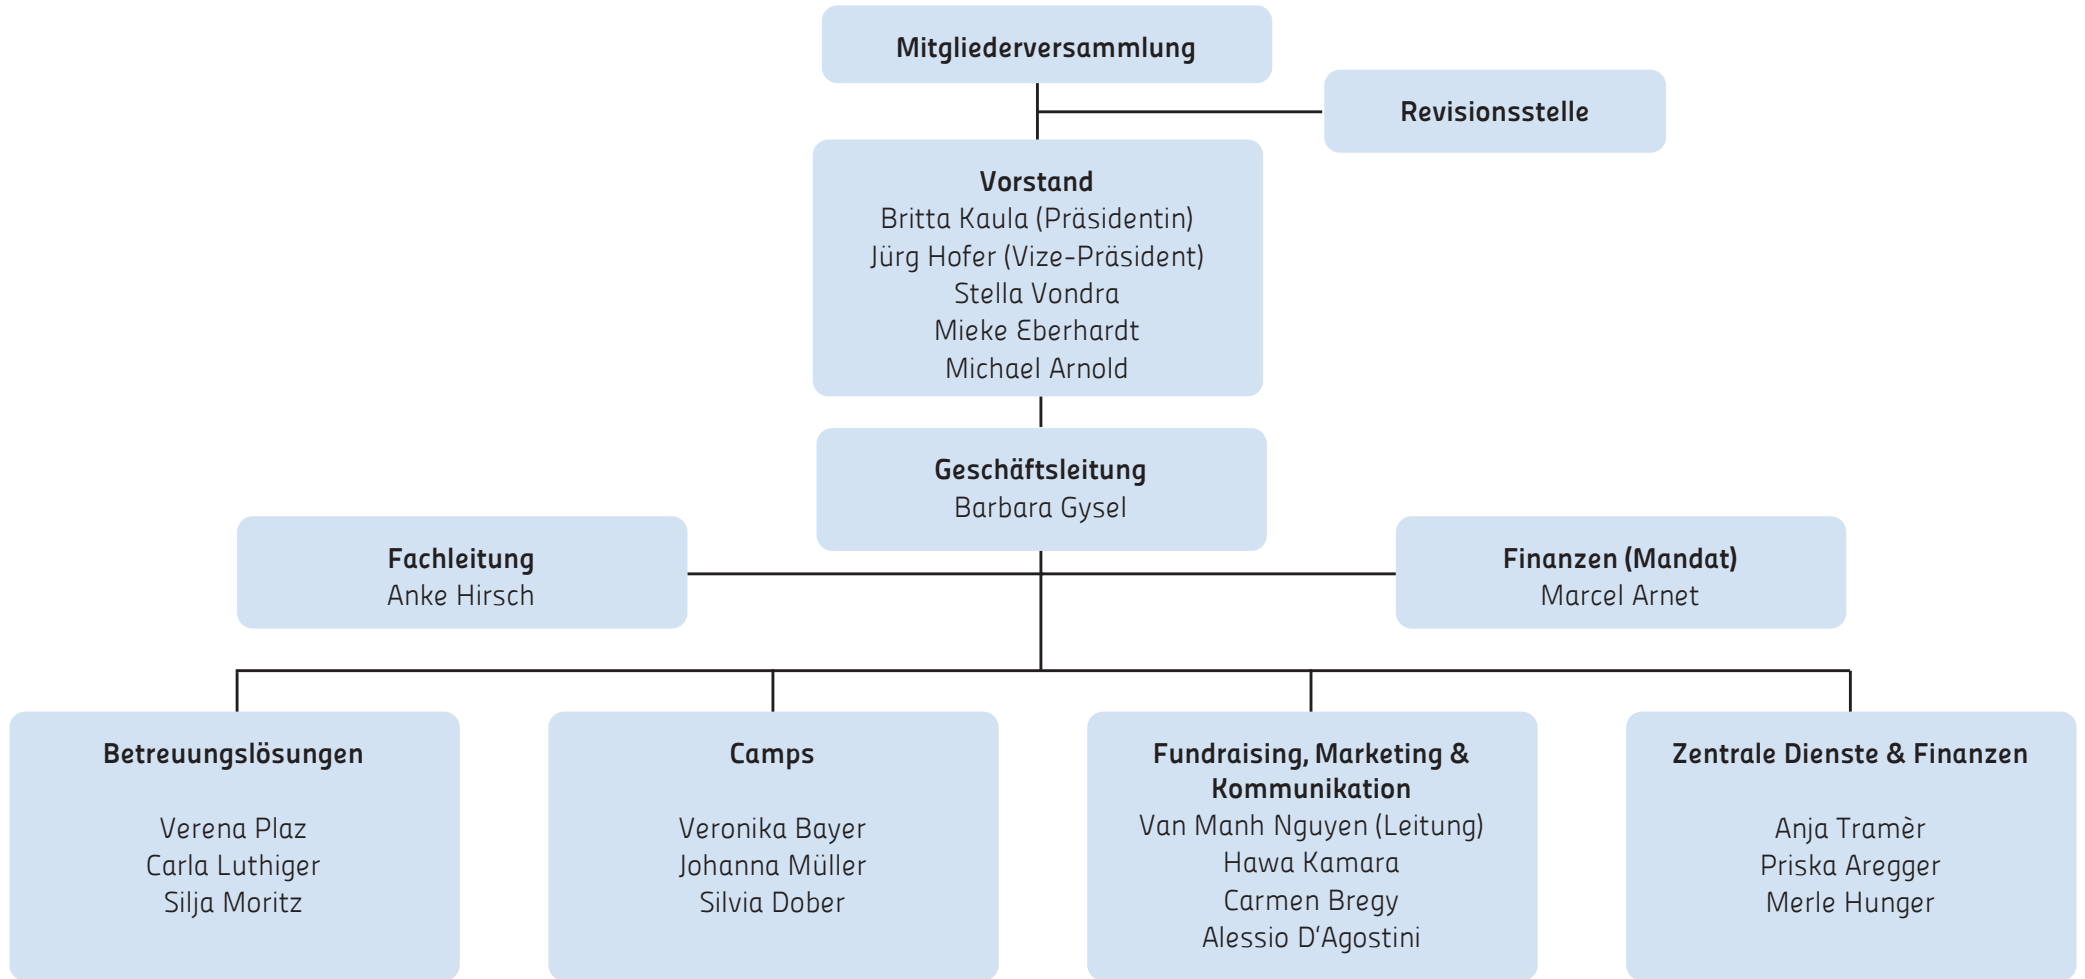 Mitgliederversammlung
Revisionsstelle
Vorstand
Britta Kaula (Präsidentin)
Jürg Hofer (Vize-Präsident)
Stella Vondra
Mieke Eberhardt
Michael Arnold
Geschäftsleitung
Barbara Gysel
Fachleitung
Anke Hirsch
Finanzen (Mandat)
Marcel Arnet
Betreuungslösungen
Verena Plaz
Carla Luthiger
Silja Moritz
Camps
Veronika Bayer
Johanna Müller
Silvia Dober
Fundraising, Marketing &
Kommunikation
Van Manh Nguyen (Leitung)
Hawa Kamara
Carmen Bregy
Alessio D‘Agostini
Zentrale Dienste & Finanzen
Anja Tramèr
Priska Aregger
Merle Hunger